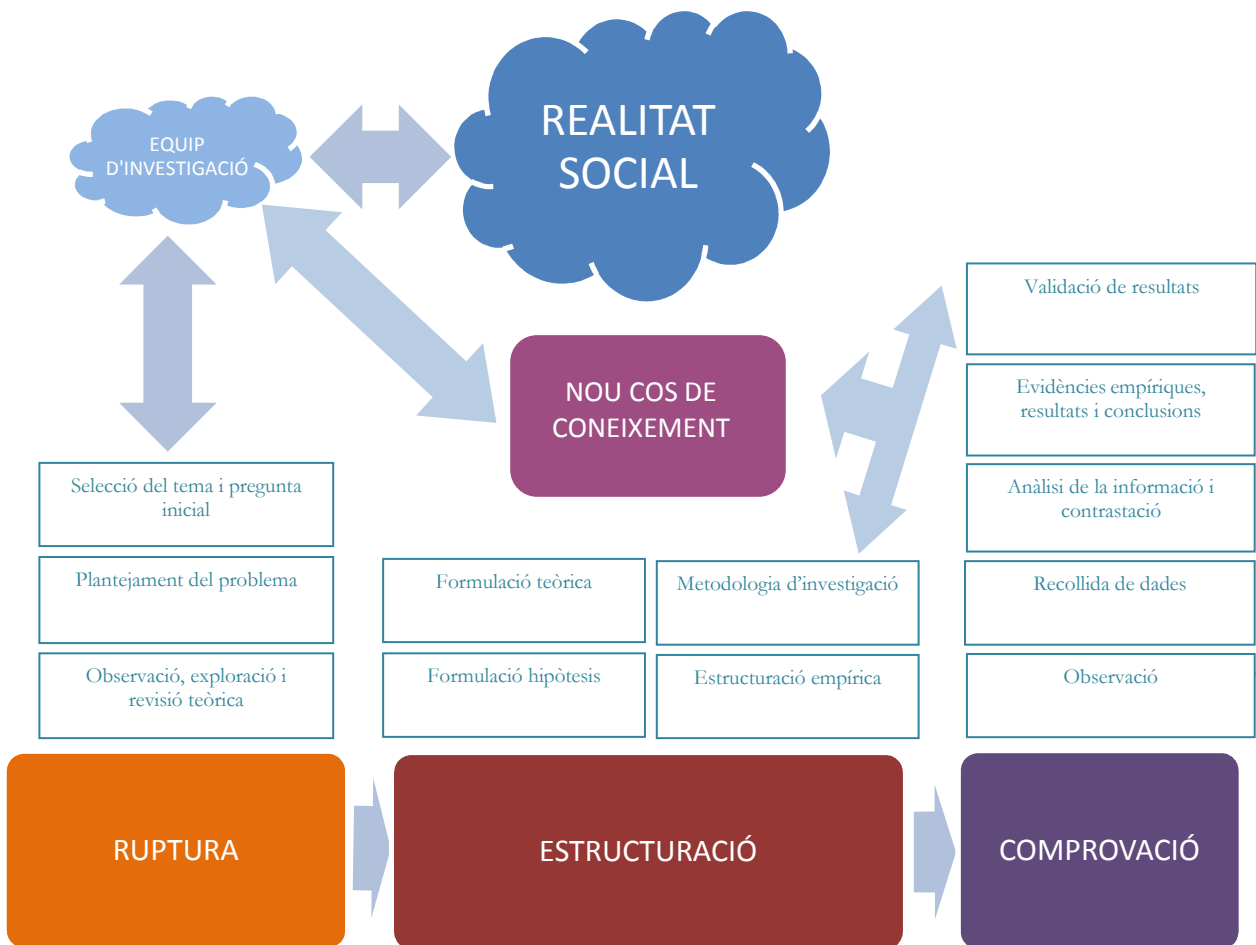 REALITAT
SOCIAL
EQUIP
D'INVESTIGACIÓ
NOU COS DE
CONEIXEMENT
Selecció del tema i pregunta
inicial
Plantejament del problema
Observació, exploració i
revisió teòrica
Formulació teòrica
Formulació hipòtesis
Metodologia d’investigació
Estructuració empírica
Validació de resultats
Evidències empíriques,
resultats i conclusions
Anàlisi de la informació i
contrastació
Recollida de dades
Observació
RUPTURA
ESTRUCTURACIÓ
COMPROVACIÓ